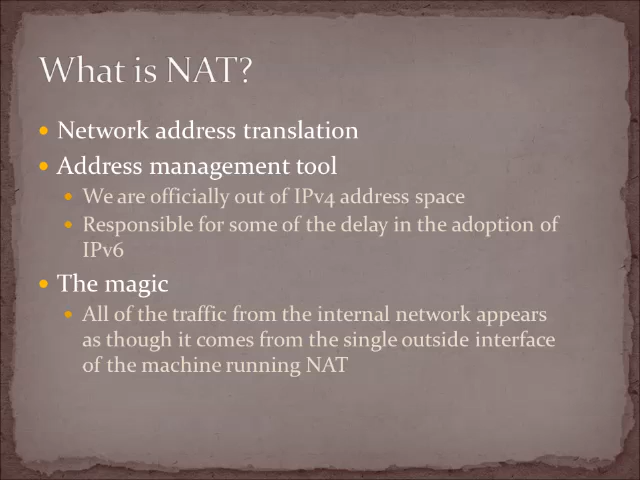 What is NAT?
Network address translation
Address management tool
We are officially out of IPv4 address space
Responsible for some of the delay in the adoption of
IPv6
The magic
All of the traffic from the internal network appears
as though it comes from the single outside interface
of the machine running NAT